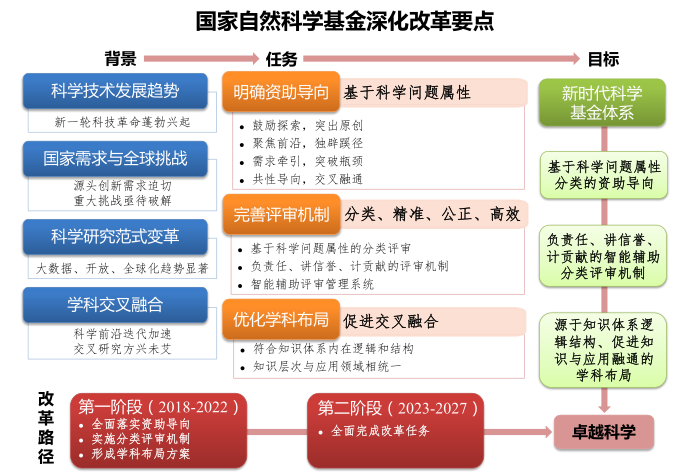 国家自然科学基金深化改革要点
背景
任务
目标
科学技术发展趋势
新一轮科技革命蓬勃兴起
国家需求与全球挑战
源头创新需求迫切
重大挑战亟待破解
科学研究范式变革
大数据、开放、全球化趋势显著
学科交叉融合
科学前沿迭代加速
交叉研究方兴未艾
明确资助导向
基于科学问题属性
• 鼓励探索，突出原创
• 聚焦前沿，独辟蹊径
• 需求牵引，突破瓶颈
• 共性导向，交叉融通
完善评审机制
分类、精准、公正、高效
• 基于科学问题属性的分类评审
• 负责任、讲信誉、计贡献的评审机制
• 智能辅助评审管理系统
优化学科布局
促进交叉融合
• 符合知识体系内在逻辑和结构
• 知识层次与应用领域相统一
新时代科学
基金体系
基于科学问题属性
分类的资助导向
负责任、讲信誉、
计贡献的智能辅助
分类评审机制
源于知识体系逻
辑结构、促进知
识与应用融通的
学科布局
改革路径
第一阶段（2018-2022）
• 全面落实资助导向
• 实施分类评审机制
• 形成学科布局方案
第二阶段（2023-2027）
• 全面完成改革任务
卓越科学